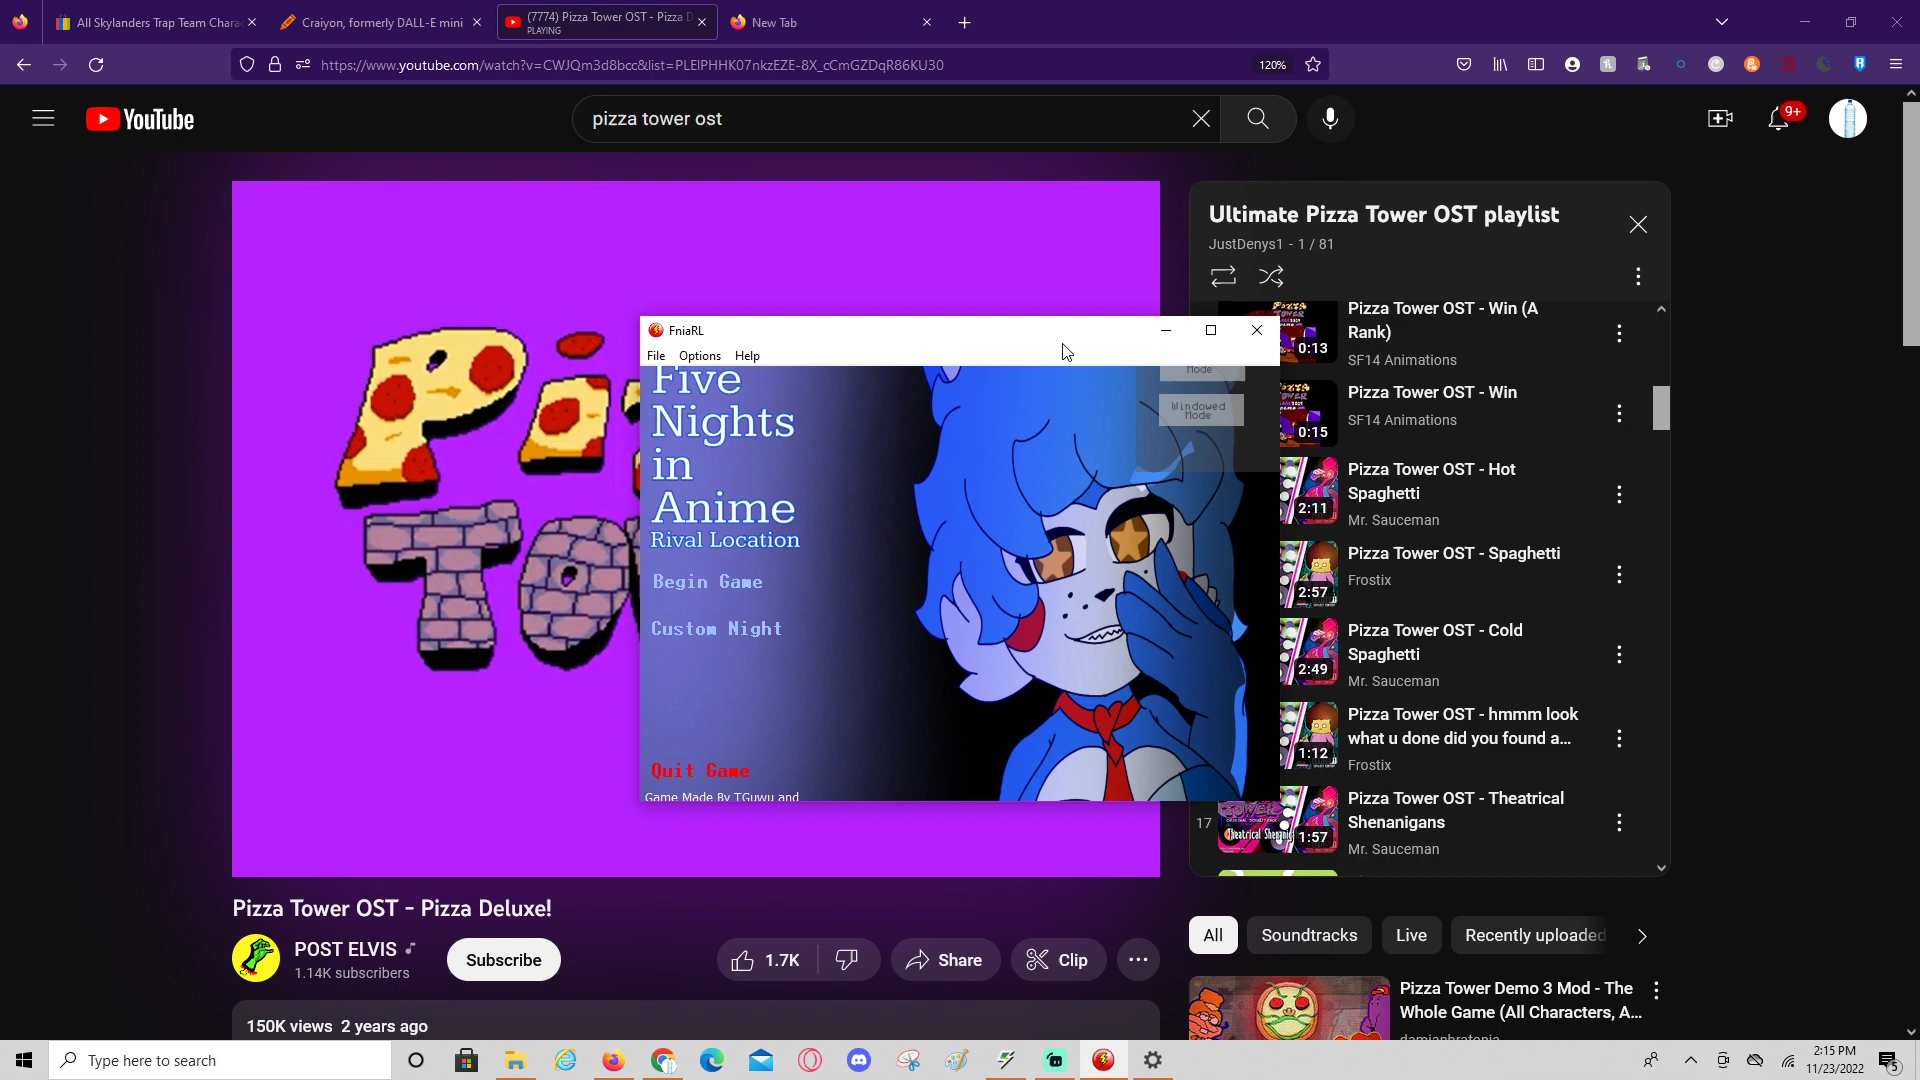 All Skylanders Trap Team Chara
Craiyon, formerly DALL-E mini
(7774) Pizza Tower OST - Pizza D
PLAYING
New Tab
https://www.youtube.com/watch?v=CWJQm3d8bcc&list=PLEIPHHK07nkzEZE-8X_cCmGZDqR86KU30
120%
YouTube
pizza tower ost
9+
Ultimate Pizza Tower OST playlist
JustDenys1 - 1 / 81
Pizza Tower OST - Win (A
Rank)
SF14 Animations
0:13
Pizza Tower OST - Win
SF14 Animations
0:15
Pizza Tower OST - Hot
Spaghetti
Mr. Sauceman
2:11
Pizza Tower OST - Spaghetti
Frostix
2:57
Pizza Tower OST - Cold
Spaghetti
Mr. Sauceman
2:49
Pizza Tower OST - hmmm look
what u done did you found a...
Frostix
1:12
17
Pizza Tower OST - Theatrical
Shenanigans
Mr. Sauceman
1:57
FniaRL
File Options Help
Five
Nights
in
Anime
Rival Location
Begin Game
Custom Night
Quit Game
Game Made By TGuwu and
Mode
Windowed
Mode
Pizza Tower OST - Pizza Deluxe!
POST ELVIS
1.14K subscribers
Subscribe
1.7K
Share
Clip
150K views 2 years ago
All
Soundtracks
Live
Recently uploaded
Pizza Tower Demo 3 Mod - The
Whole Game (All Characters, A...
Type here to search
2:15 PM
11/23/2022
5